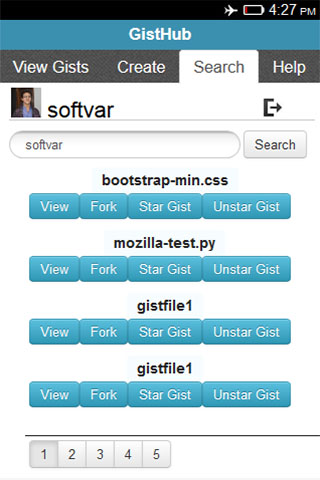 4:27 PM
GistHub
View Gists Create Search Help
softvar
softvar Search
bootstrap-min.css
View Fork Star Gist Unstar Gist
mozilla-test.py
View Fork Star Gist Unstar Gist
gistfile1
View Fork Star Gist Unstar Gist
gistfile1
View Fork Star Gist Unstar Gist
1 2 3 4 5